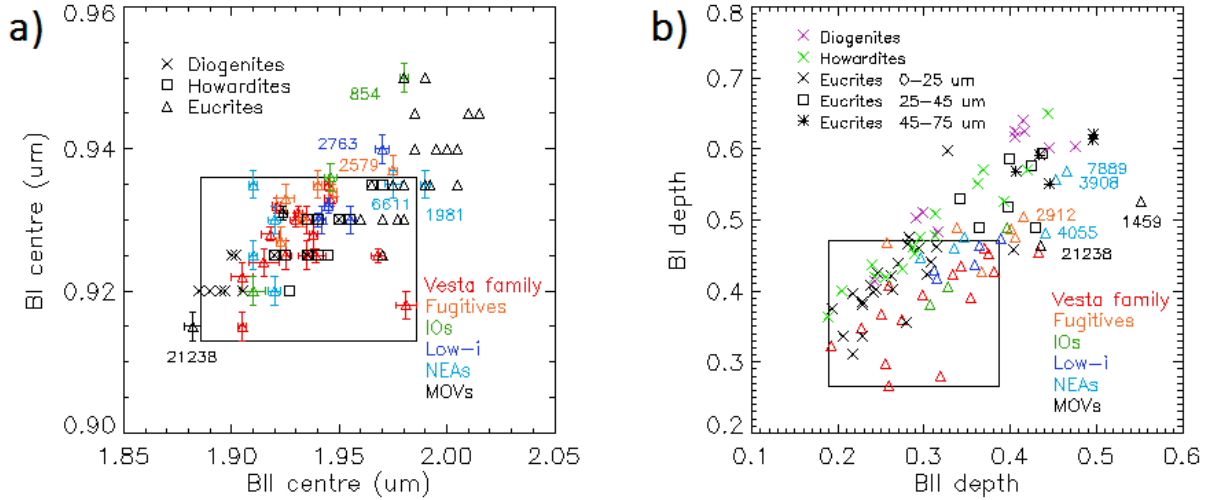 a)
0.96
0.94
0.92
0.90
BI centre (um)
1.85
1.90
1.95
2.00
2.05
BII centre (um)
Diogenites
Howardites
Eucrites
854
2763
2579
6611
1981
21238
Vesta family
Fugitives
IOs
Low-i
NEAs
MOVs
b)
0.8
0.7
0.6
0.5
0.4
0.3
0.2
BI depth
0.1
0.2
0.3
0.4
0.5
0.6
BII depth
Diogenites
Howardites
Eucrites 0-25 um
Eucrites 25-45 um
Eucrites 45-75 um
7889
3908
2912
1459
4055
21238
Vesta family
Fugitives
IOs
Low-i
NEAs
MOVs